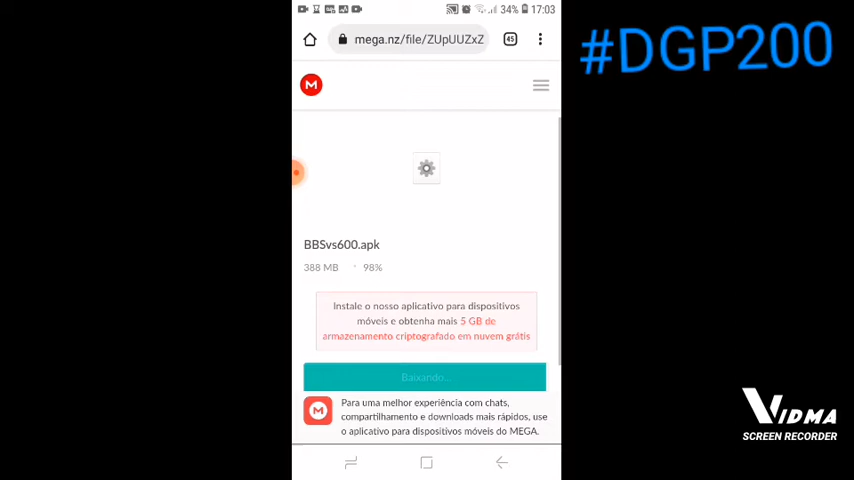 34% 17:03
mega.nz/file/ZUpUUZxZ
45
M
BBSvs600.apk
388 MB · 98%
Instale o nosso aplicativo para dispositivos
móveis e obtenha mais 5 GB de
armazenamento criptografado em nuvem grátis
Baixando...
M
Para uma melhor experiência com chats,
compartilhamento e downloads mais rápidos, use
o aplicativo para dispositivos móveis do MEGA.
#DGP200
VIDMA
SCREEN RECORDER